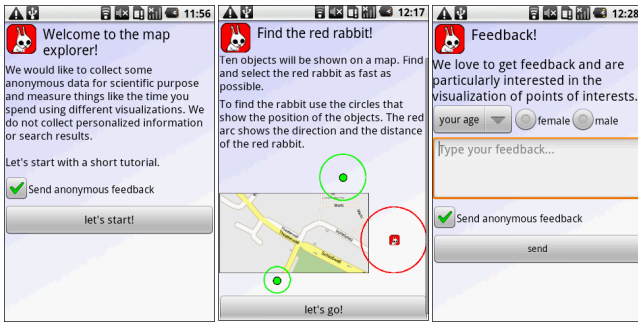 11:56
Welcome to the map
explorer!
We would like to collect some
anonymous data for scientific purpose
and measure things like the time you
spend using different visualizations. We
do not collect personalized information
or search results.
Let's start with a short tutorial.
Send anonymous feedback
let's start!
12:17
Find the red rabbit!
Ten objects will be shown on a map. Find
and select the red rabbit as fast as
possible.
To find the rabbit use the circles that
show the position of the objects. The red
arc shows the direction and the distance
of the red rabbit.
let's go!
12:28
Feedback!
We love to get feedback and are
particularly interested in the
visualization of points of interests.
your age
female
male
Type your feedback...
Send anonymous feedback
send